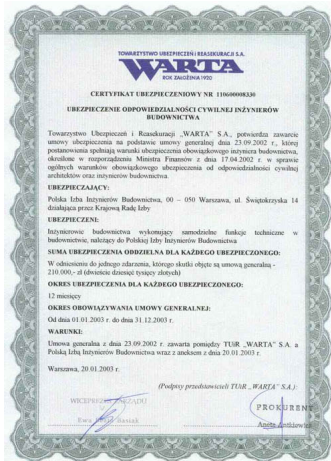 TOWARZYSTWO UBEZPIECZEŃ I REASEKURACJI S.A.
WARTA
ROK ZAŁOŻENIA 1920
CERTYFIKAT UBEZPIECZENIOWY NR 110600008330
UBEZPIECZENIE ODPOWIEDZIALNOŚCI CYWILNEJ INŻYNIERÓW
BUDOWNICTWA
Towarzystwo Ubezpieczeń i Reasekuracji „WARTA" S.A., potwierdza zawarcie
umowy ubezpieczenia na podstawie umowy generalnej z dnia 23.09.2002 r., której
postanowienia spełniają warunki ubezpieczenia obowiązkowego inżyniera budownictwa,
określone w rozporządzeniu Ministra Finansów z dnia 17.04.2002 r. w sprawie
ogólnych warunków obowiązkowego ubezpieczenia od odpowiedzialności cywilnej
architektów oraz inżynierów budownictwa.
UBEZPIECZAJĄCY:
Polska Izba Inżynierów Budownictwa, 00 – 050 Warszawa, ul. Świętokrzyska 14
działająca przez Krajową Radę Izby
UBEZPIECZENI:
Inżynierowie budownictwa wykonujący samodzielne funkcje techniczne w
budownictwie, należący do Polskiej Izby Inżynierów Budownictwa
SUMA UBEZPIECZENIA ODDZIELNA DLA KAŻDEGO UBEZPIECZONEGO:
W odniesieniu do jednego zdarzenia, którego skutki objęte są umową generalną -
210.000,- zł (dwieście dziesięć tysięcy złotych)
OKRES UBEZPIECZENIA DLA KAŻDEGO UBEZPIECZONEGO:
12 miesięcy
OKRES OBOWIĄZYWANIA UMOWY GENERALNEJ:
Od dnia 01.01.2003 r. do dnia 31.12.2003 r.
WARUNKI:
Umowa generalna z dnia 23.09.2002 r. zawarta pomiędzy TUiR „WARTA" S.A. a
Polską Izbą Inżynierów Budownictwa wraz z aneksem z dnia 20.01.2003 r.
Warszawa, 20.01.2003 r.
(Podpisy przedstawicieli TUiR „WARTA" S.A.):
WICEPREZES ZARZĄDU
PROKURENT
Ewa
Aneta